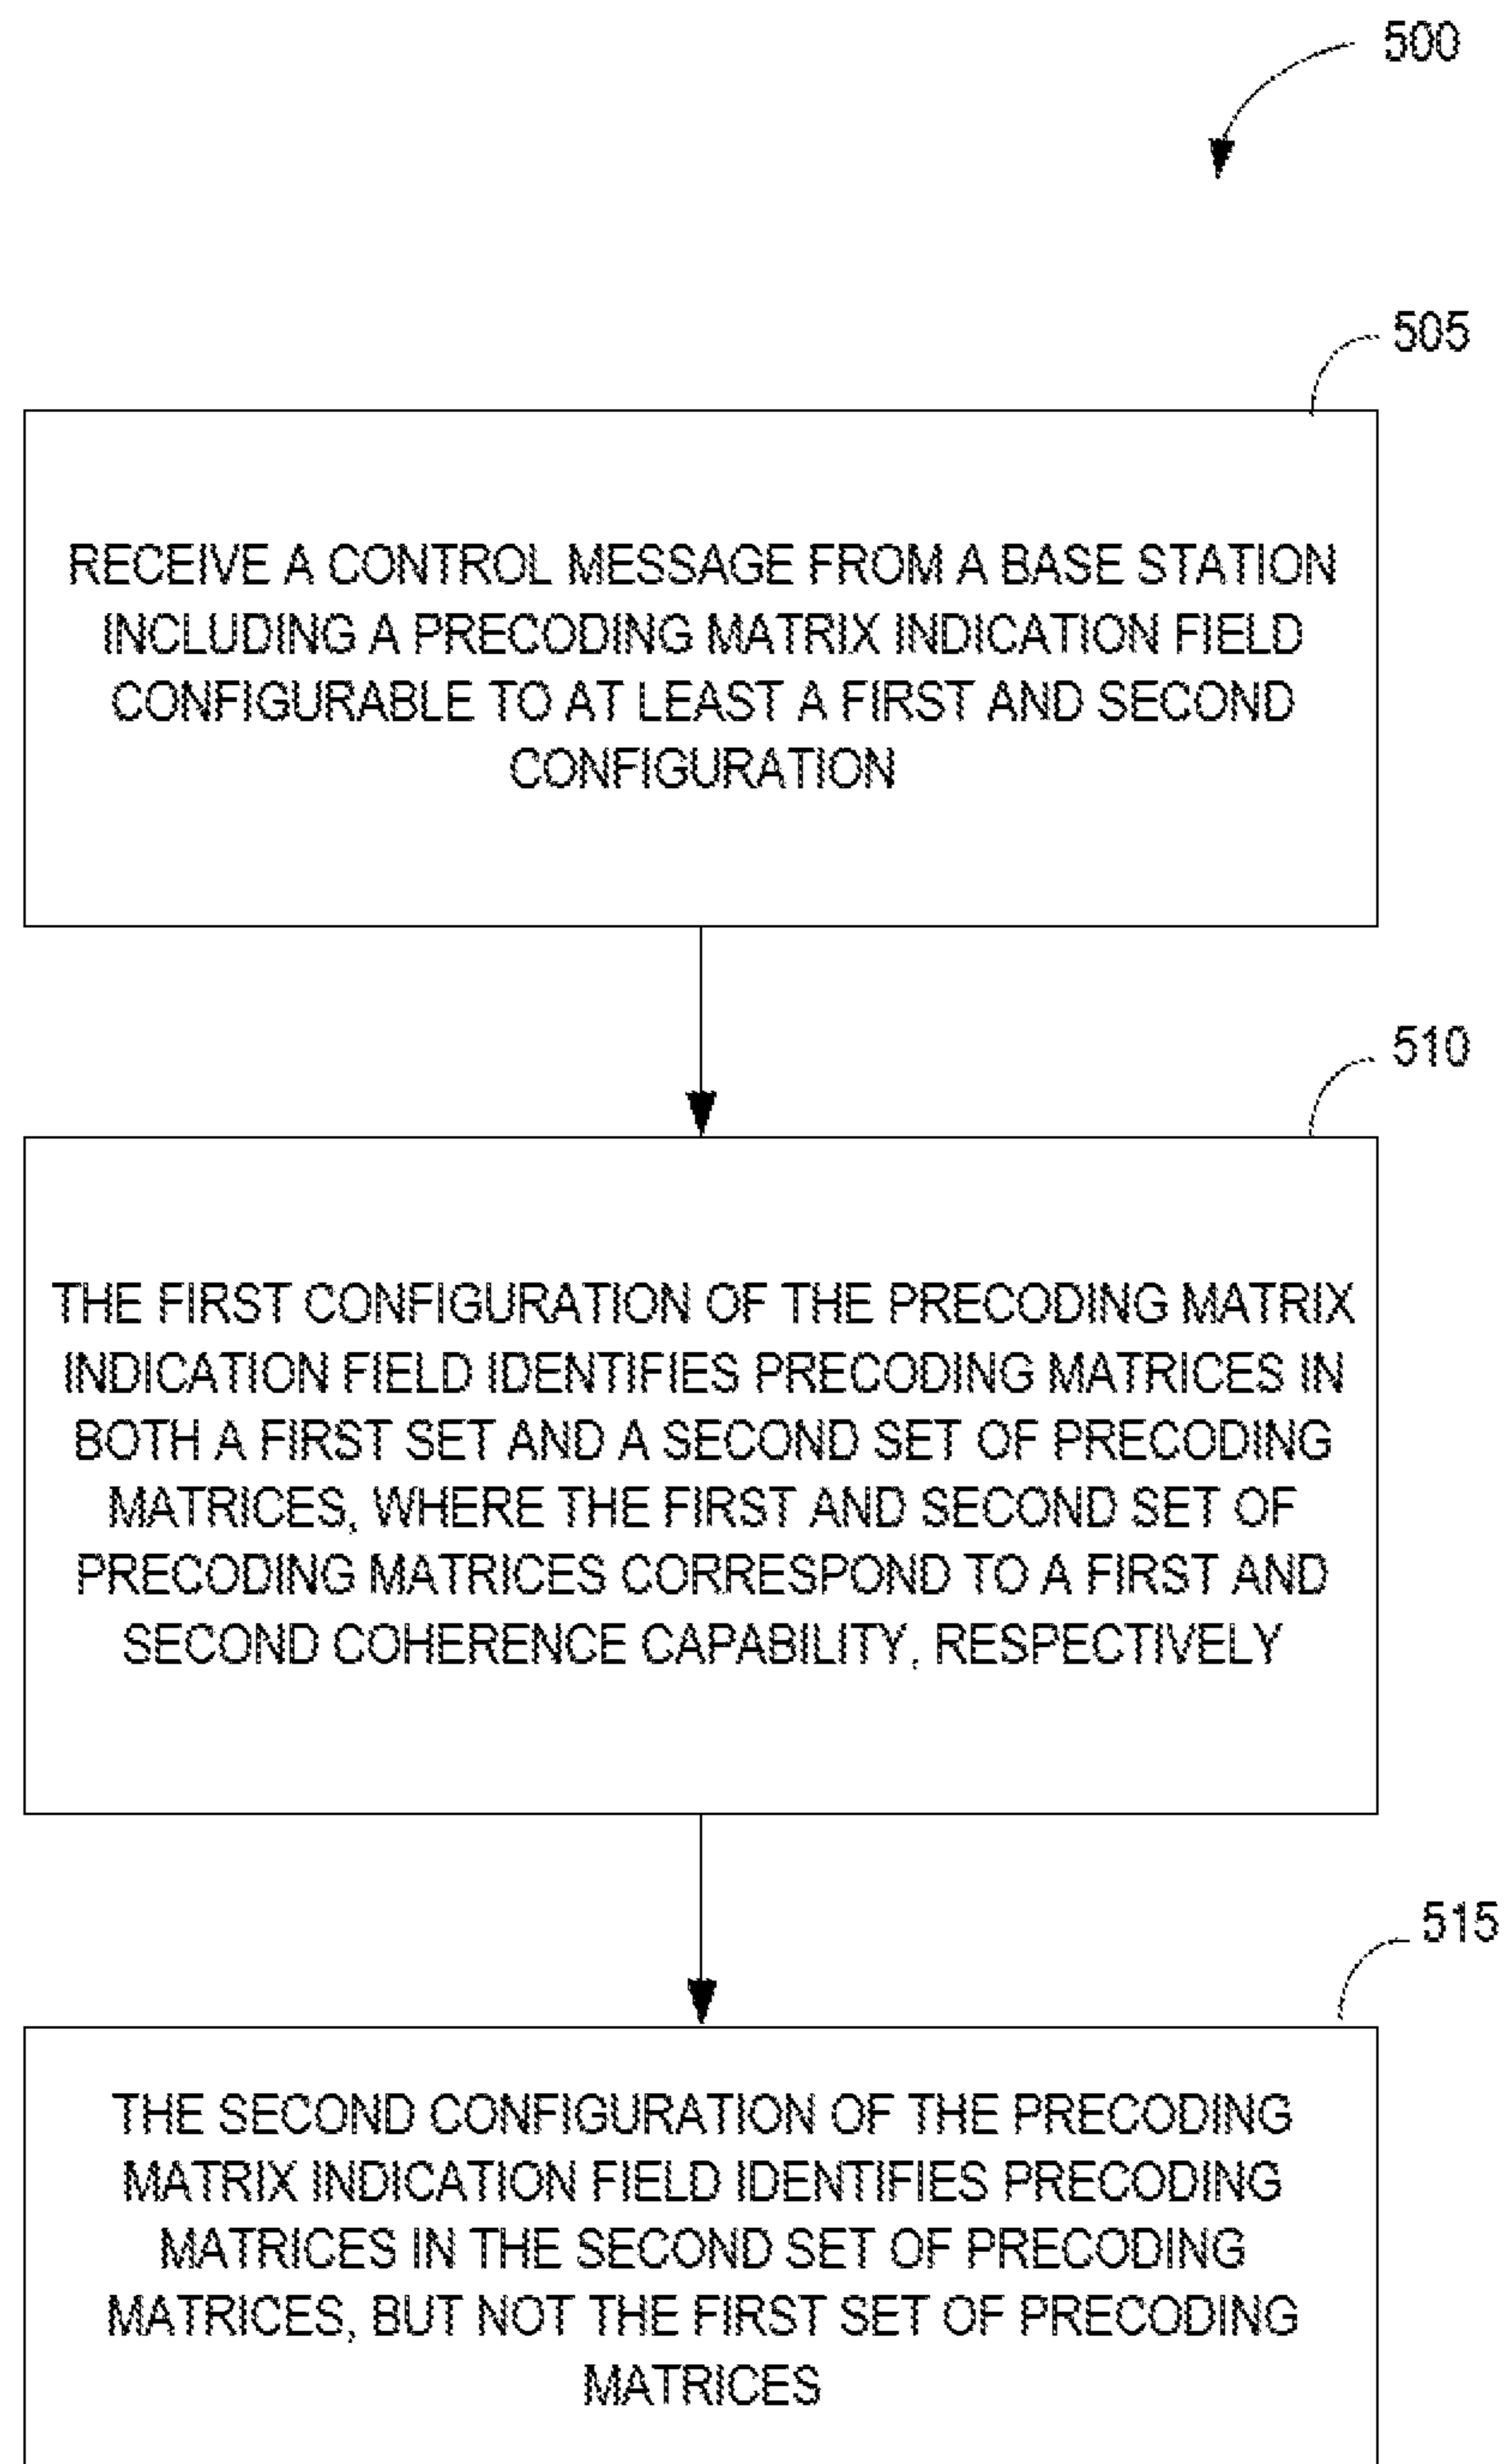 500
505
RECEIVE A CONTROL MESSAGE FROM A BASE STATION
INCLUDING A PRECODING MATRIX INDICATION FIELD
CONFIGURABLE TO AT LEAST A FIRST AND SECOND
CONFIGURATION
510
THE FIRST CONFIGURATION OF THE PRECODING MATRIX
INDICATION FIELD IDENTIFIES PRECODING MATRICES IN
BOTH A FIRST SET AND A SECOND SET OF PRECODING
MATRICES, WHERE THE FIRST AND SECOND SET OF
PRECODING MATRICES CORRESPOND TO A FIRST AND
SECOND COHERENCE CAPABILITY, RESPECTIVELY
515
THE SECOND CONFIGURATION OF THE PRECODING
MATRIX INDICATION FIELD IDENTIFIES PRECODING
MATRICES IN THE SECOND SET OF PRECODING
MATRICES, BUT NOT THE FIRST SET OF PRECODING
MATRICES